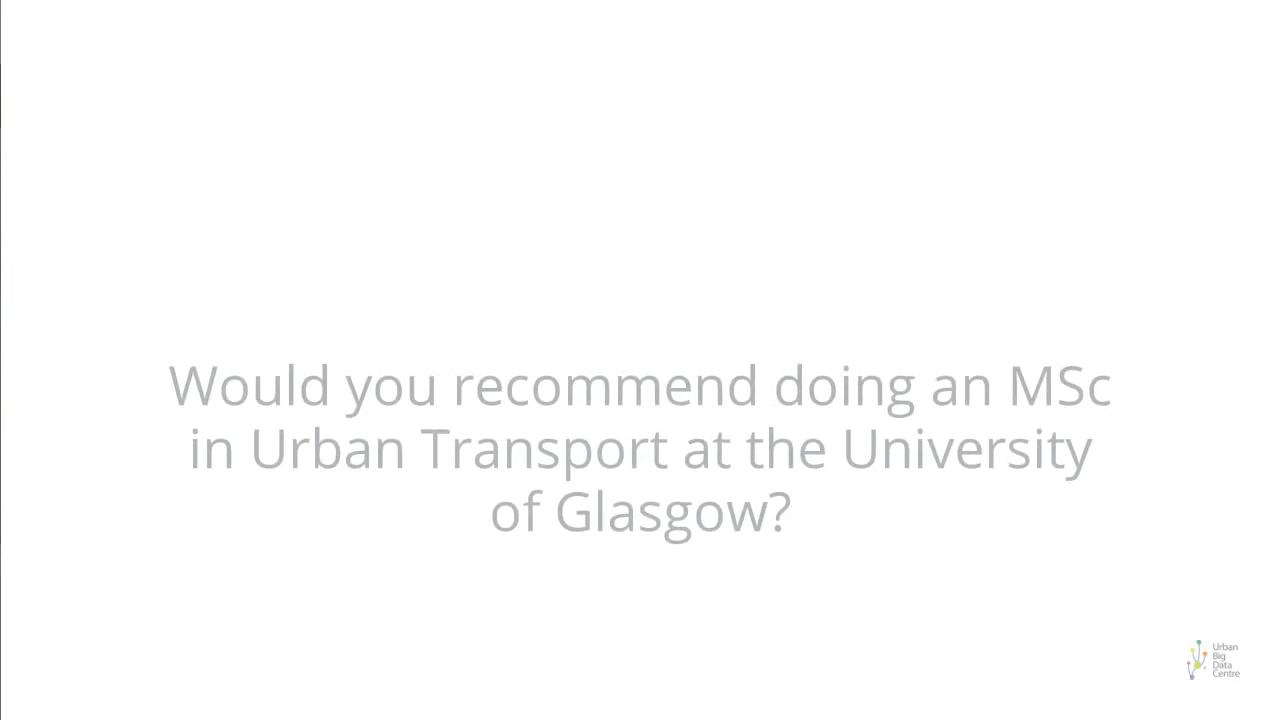 Would you recommend doing an MSc
in Urban Transport at the University
of Glasgow?
Urban
Big
Data
Centre